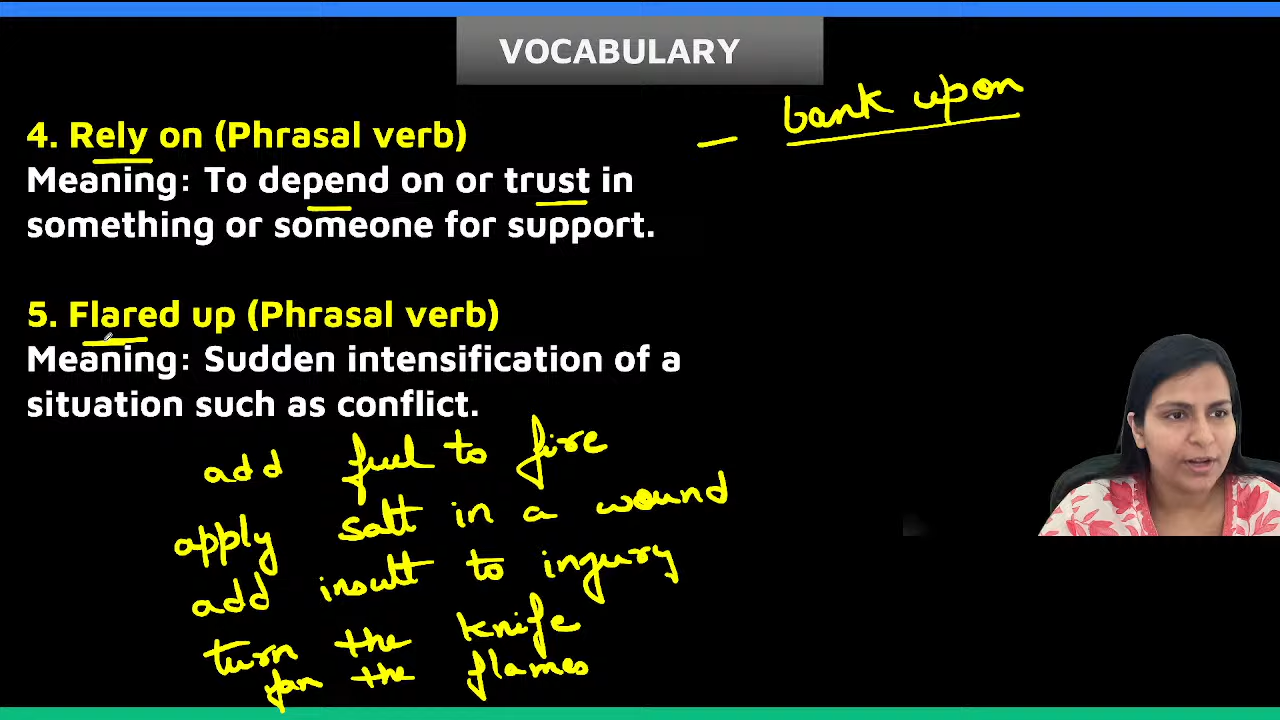 VOCABULARY
4. Rely on (Phrasal verb)
— bank upon
Meaning: To depend on or trust in
something or someone for support.
5. Flared up (Phrasal verb)
Meaning: Sudden intensification of a
situation such as conflict.
add fuel to fire
apply salt in a wound
add insult to injury
turn the knife
fan the flames